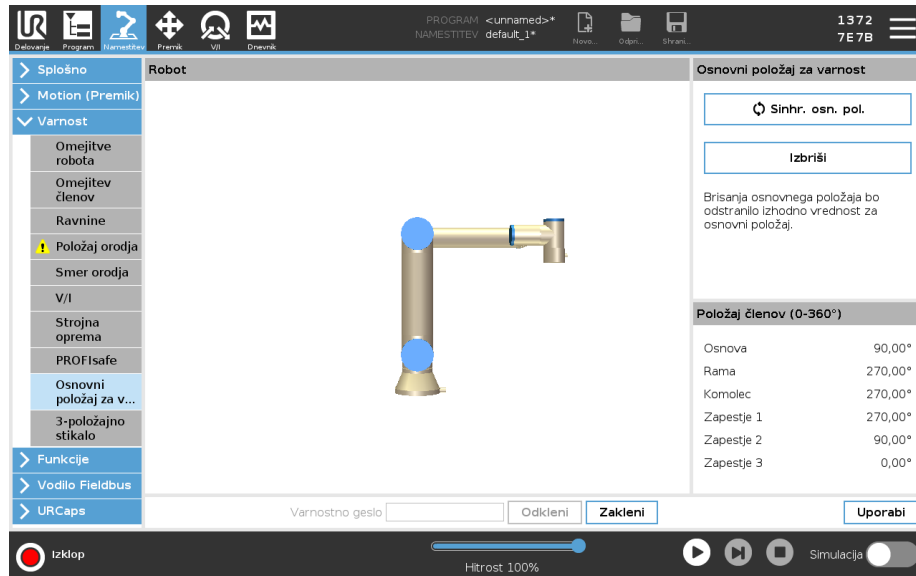 PROGRAM <unnamed>*
NAMESTITEV default_1*
Delovanje
Program
Namestitev
Premik
V/I
Dnevnik
Novo...
Odpri...
Shrani...
1372
7E7B
Splošno
Motion (Premik)
Varnost
Omejitve
robota
Omejitev
členov
Ravnine
Položaj orodja
Smer orodja
V/I
Strojna
oprema
PROFIsafe
Osnovni
položaj za v...
3-položajno
stikalo
Funkcije
Vodilo Fieldbus
URCaps
Robot
Osnovni položaj za varnost
Sinhr. osn. pol.
Izbriši
Brisanja osnovnega položaja bo
odstranilo izhodno vrednost za
osnovni položaj.
Položaj členov (0-360°)
Osnova 90,00°
Rama 270,00°
Komolec 270,00°
Zapestje 1 270,00°
Zapestje 2 90,00°
Zapestje 3 0,00°
Varnostno geslo
Odkleni
Zakleni
Uporabi
Izklop
Hitrost 100%
Simulacija